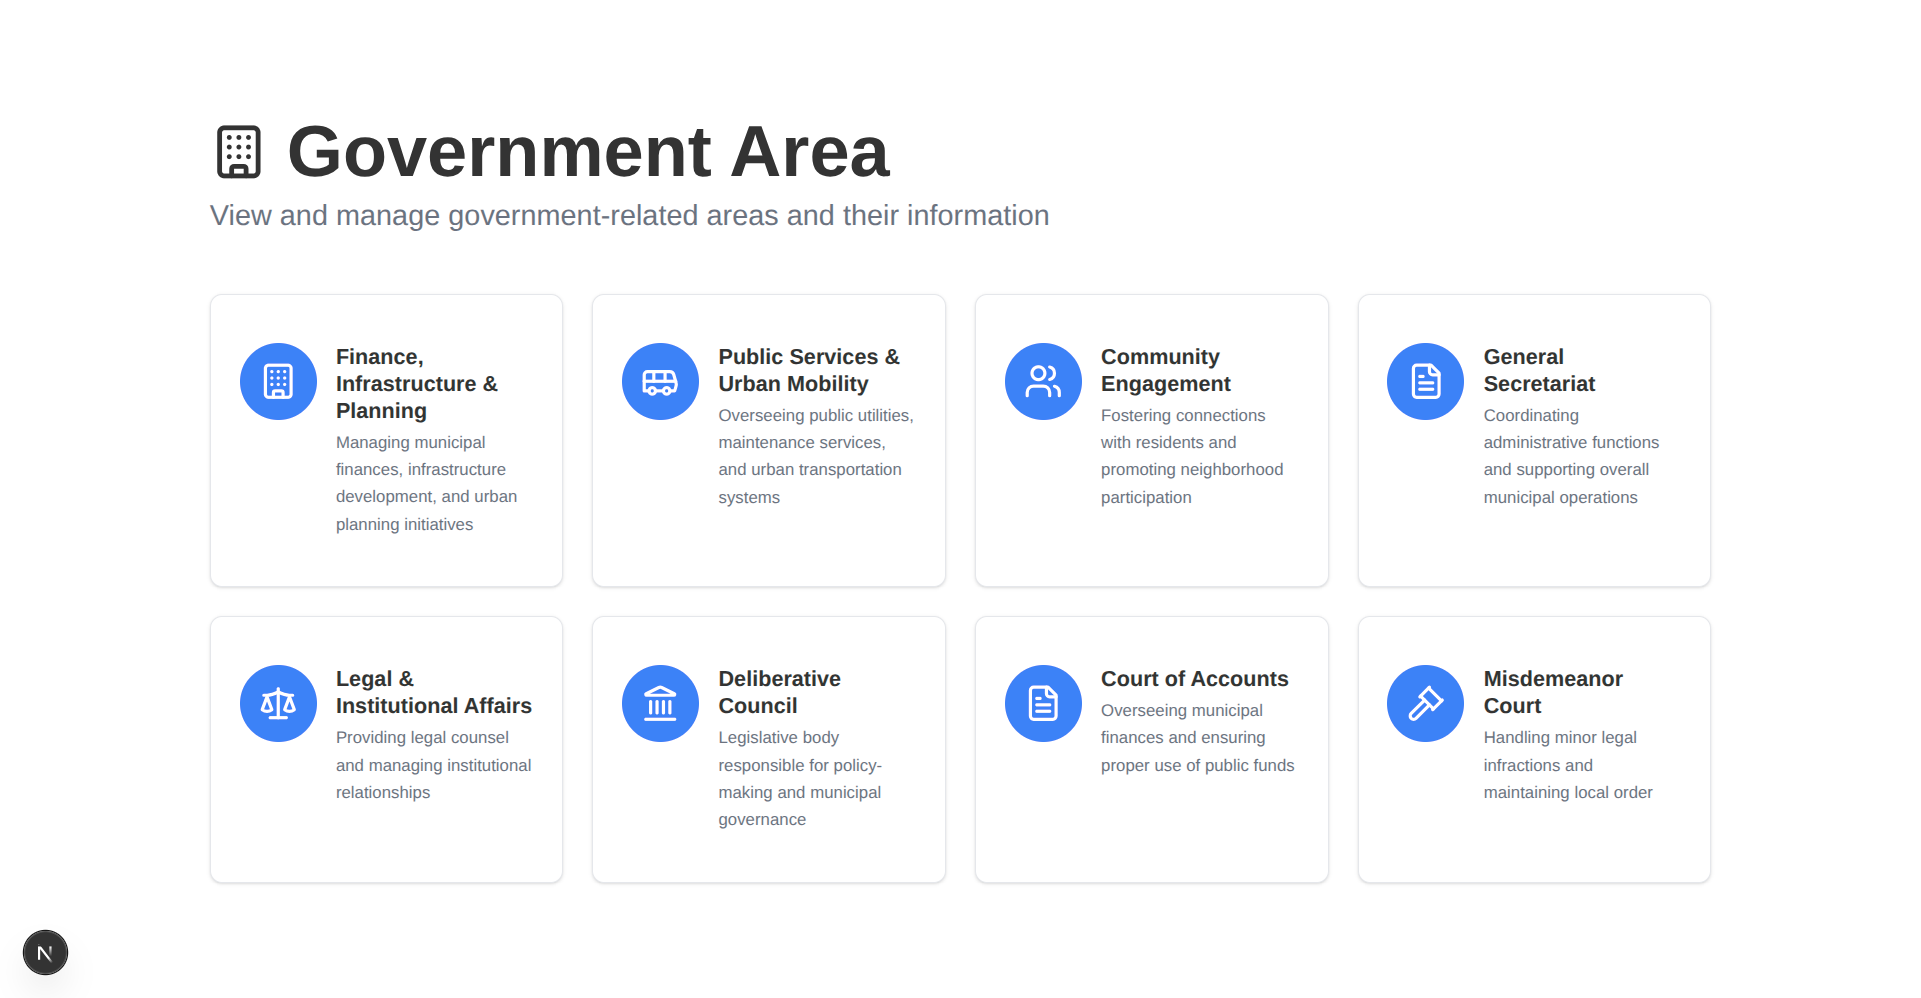 Government Area
View and manage government-related areas and their information
Finance,
Infrastructure &
Planning
Managing municipal
finances, infrastructure
development, and urban
planning initiatives
Public Services &
Urban Mobility
Overseeing public utilities,
maintenance services,
and urban transportation
systems
Community
Engagement
Fostering connections
with residents and
promoting neighborhood
participation
General
Secretariat
Coordinating
administrative functions
and supporting overall
municipal operations
Legal &
Institutional Affairs
Providing legal counsel
and managing institutional
relationships
Deliberative
Council
Legislative body
responsible for policy-
making and municipal
governance
Court of Accounts
Overseeing municipal
finances and ensuring
proper use of public funds
Misdemeanor
Court
Handling minor legal
infractions and
maintaining local order
N